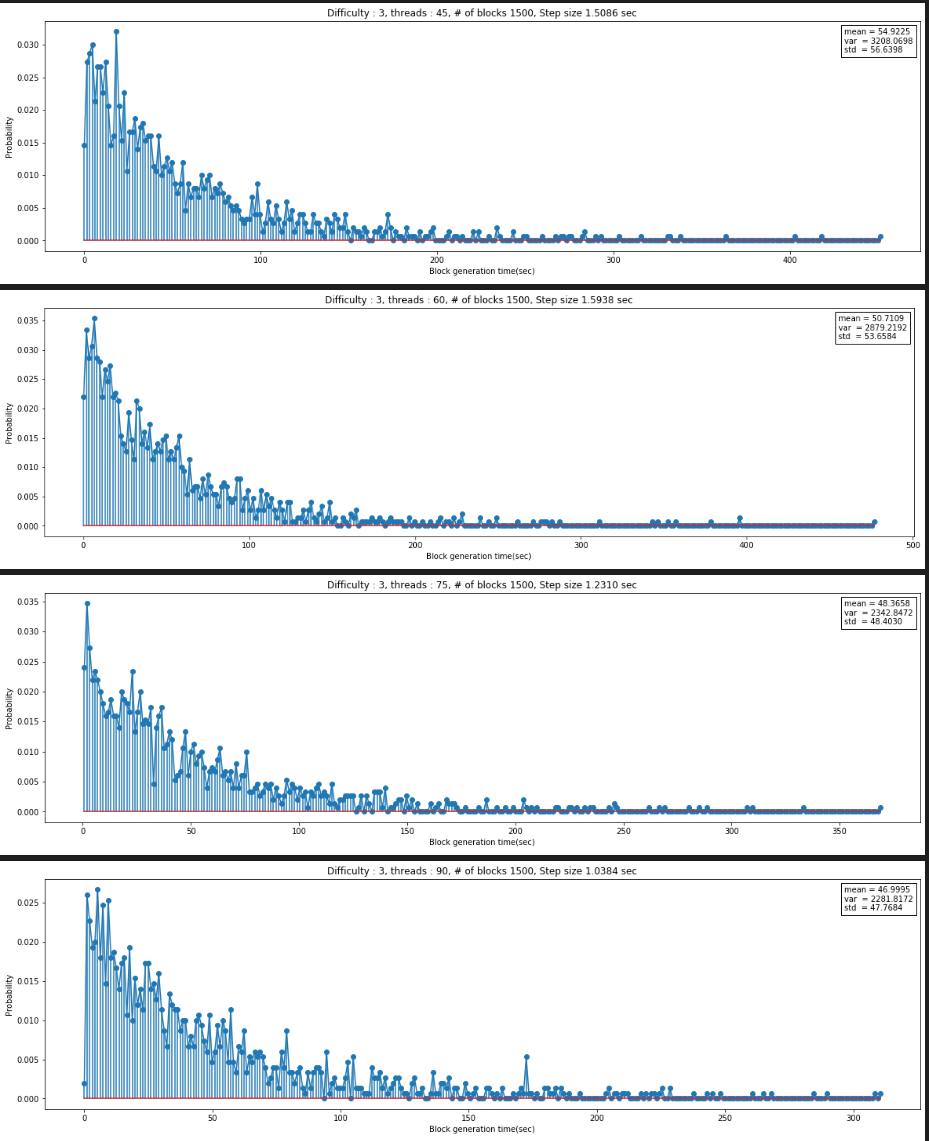 Difficulty : 3, threads : 45, # of blocks 1500, Step size 1.5086 sec
mean = 54.9225
var = 3208.0698
std = 56.6398
0.030
0.025
0.020
0.015
0.010
0.005
0.000
Probability
0 100 200 300 400
Block generation time(sec)
Difficulty : 3, threads : 60, # of blocks 1500, Step size 1.5938 sec
mean = 50.7109
var = 2879.2192
std = 53.6584
0.035
0.030
0.025
0.020
0.015
0.010
0.005
0.000
Probability
0 100 200 300 400 500
Block generation time(sec)
Difficulty : 3, threads : 75, # of blocks 1500, Step size 1.2310 sec
mean = 48.3658
var = 2342.8472
std = 48.4030
0.035
0.030
0.025
0.020
0.015
0.010
0.005
0.000
Probability
0 50 100 150 200 250 300 350
Block generation time(sec)
Difficulty : 3, threads : 90, # of blocks 1500, Step size 1.0384 sec
mean = 46.9995
var = 2281.8172
std = 47.7684
0.025
0.020
0.015
0.010
0.005
0.000
Probability
0 50 100 150 200 250 300
Block generation time(sec)